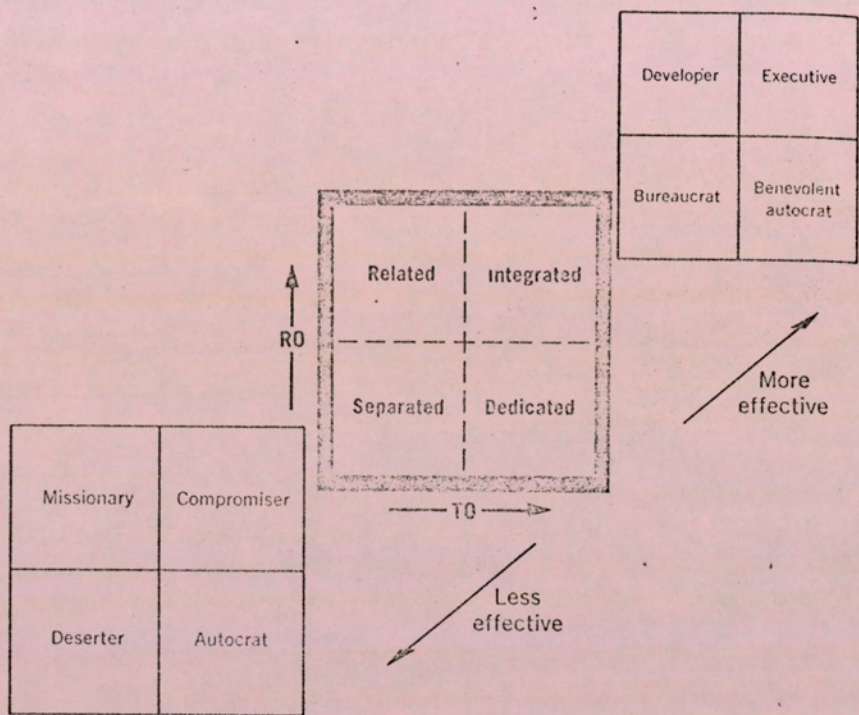 Developer
Executive
Bureaucrat
Benevolent
autocrat
Related
Integrated
RO
Separated
Dedicated
TO
More
effective
Missionary
Compromiser
Deserter
Autocrat
Less
effective